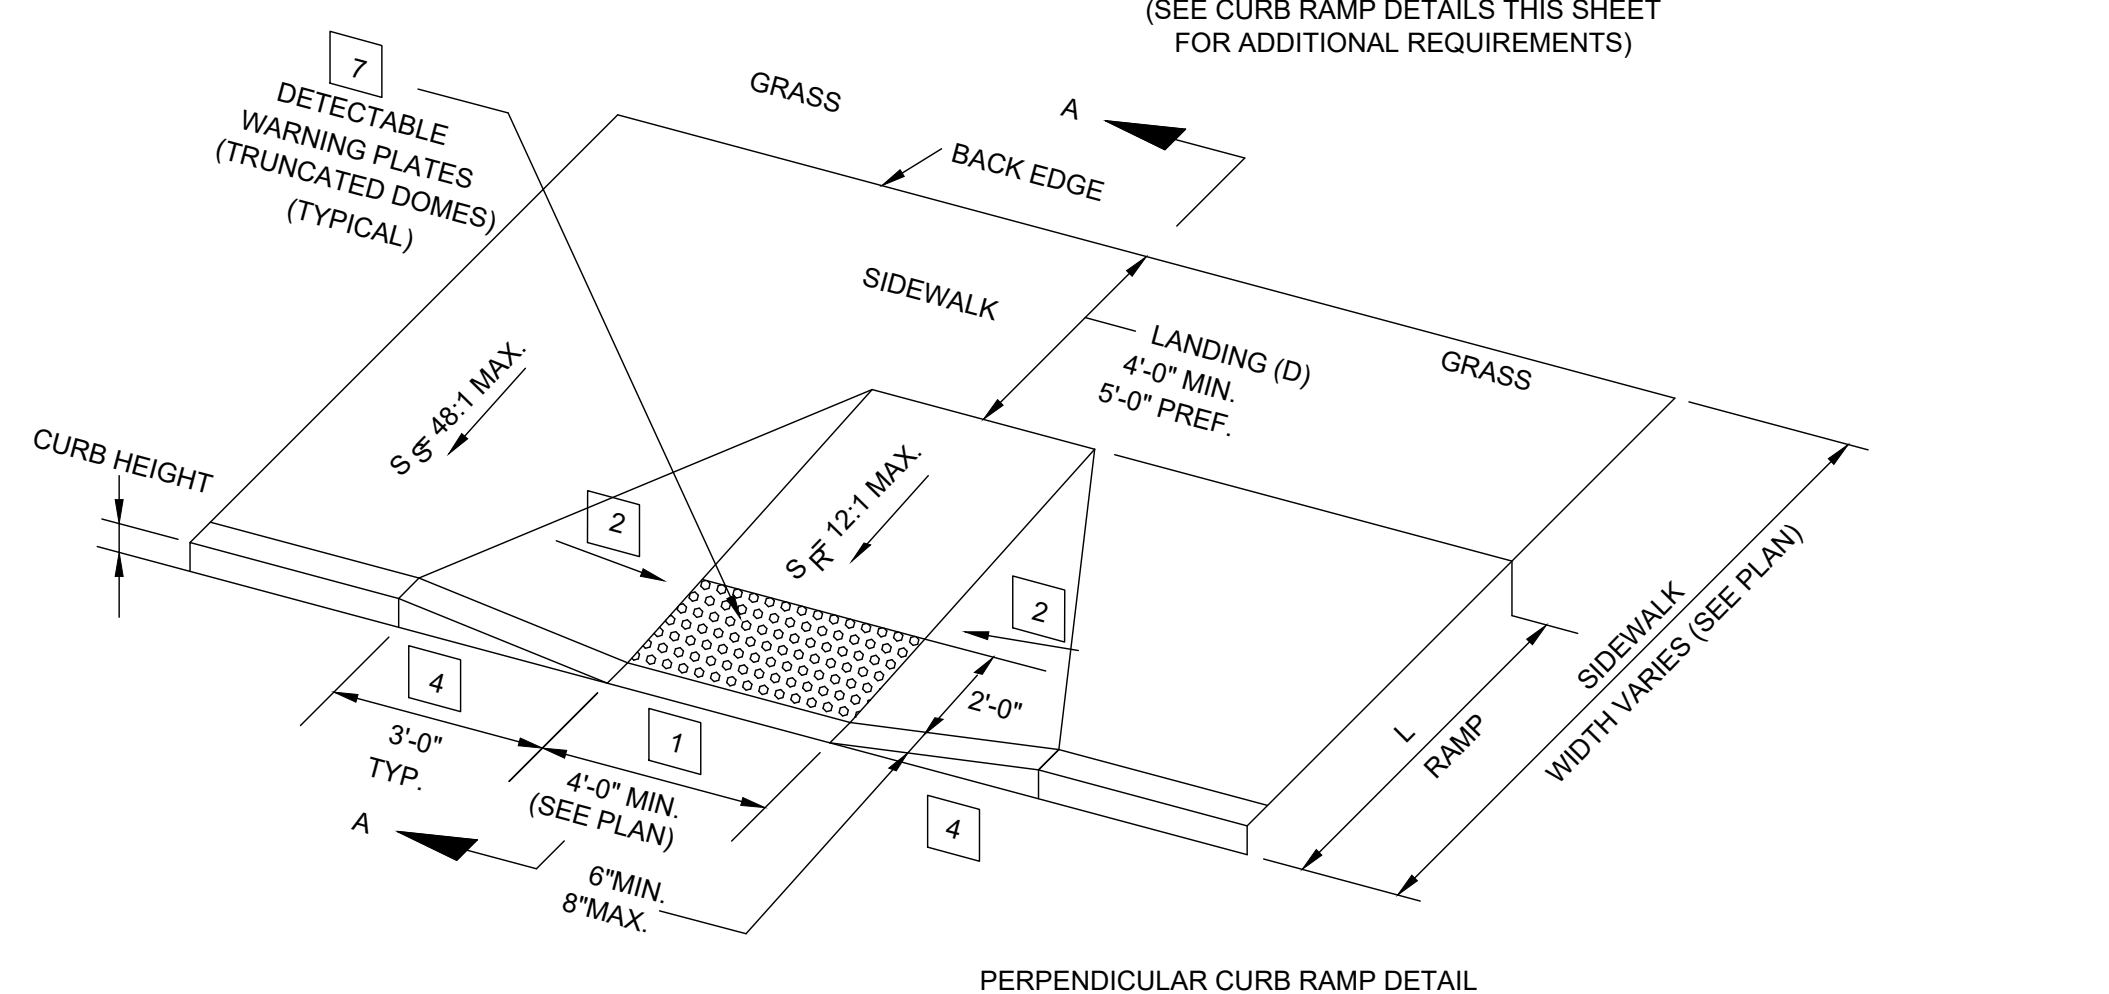 (SEE CURB RAMP DETAILS THIS SHEET
FOR ADDITIONAL REQUIREMENTS)
7
DETECTABLE
WARNING PLATES
(TRUNCATED DOMES)
(TYPICAL)
GRASS
A
BACK EDGE
SIDEWALK
LANDING (D)
4'-0" MIN.
5'-0" PREF.
GRASS
S S = 48:1 MAX.
CURB HEIGHT
2
S R = 12:1 MAX.
2
4
3'-0"
TYP.
1
4'-0" MIN.
(SEE PLAN)
2'-0"
L
RAMP
SIDEWALK
WIDTH VARIES (SEE PLAN)
A
6"MIN.
8"MAX.
4
PERPENDICULAR CURB RAMP DETAIL